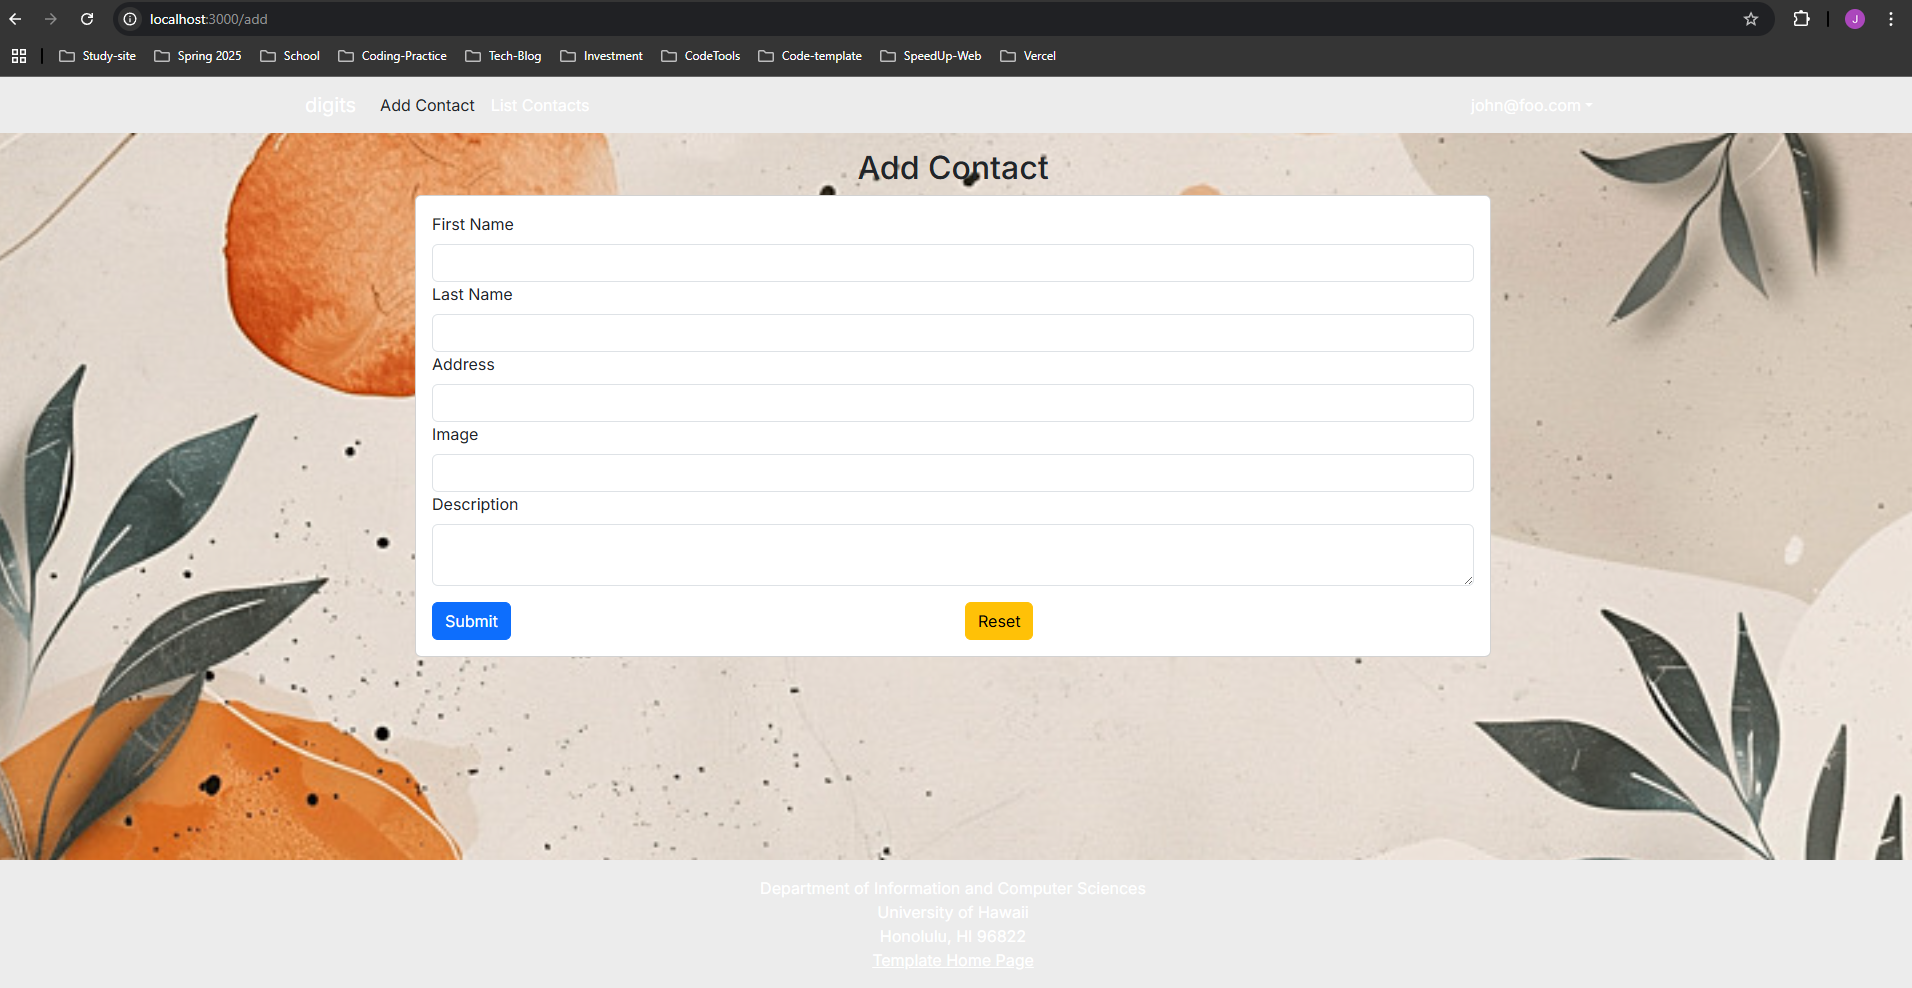 localhost:3000/add
J
Study-site Spring 2025 School Coding-Practice Tech-Blog Investment CodeTools Code-template SpeedUp-Web Vercel
digits Add Contact List Contacts john@foo.com
Add Contact
First Name
Last Name
Address
Image
Description
Submit Reset
Department of Information and Computer Sciences
University of Hawaii
Honolulu, HI 96822
Template Home Page